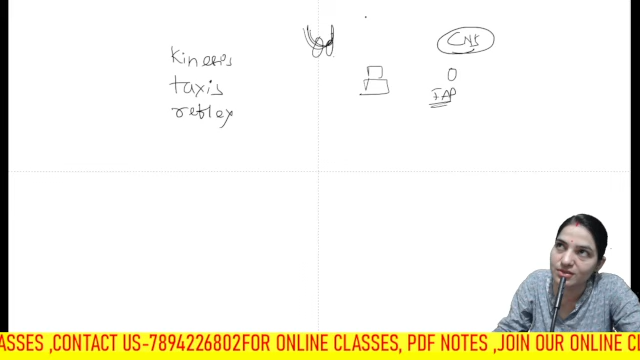 CNS
kinesis
taxis
reflex
FAP
ASSES ,CONTACT US-7894226802FOR ONLINE CLASSES, PDF NOTES ,JOIN OUR ONLINE C